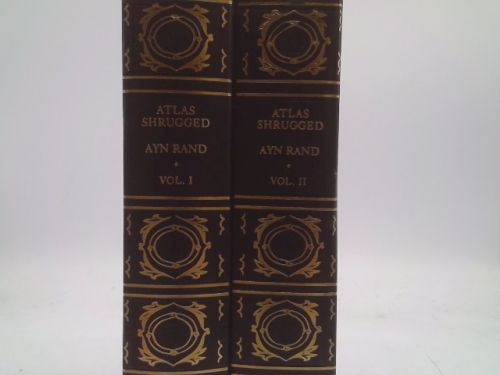 ATLAS
SHRUGGED
AYN RAND
VOL. I
ATLAS
SHRUGGED
AYN RAND
VOL. II